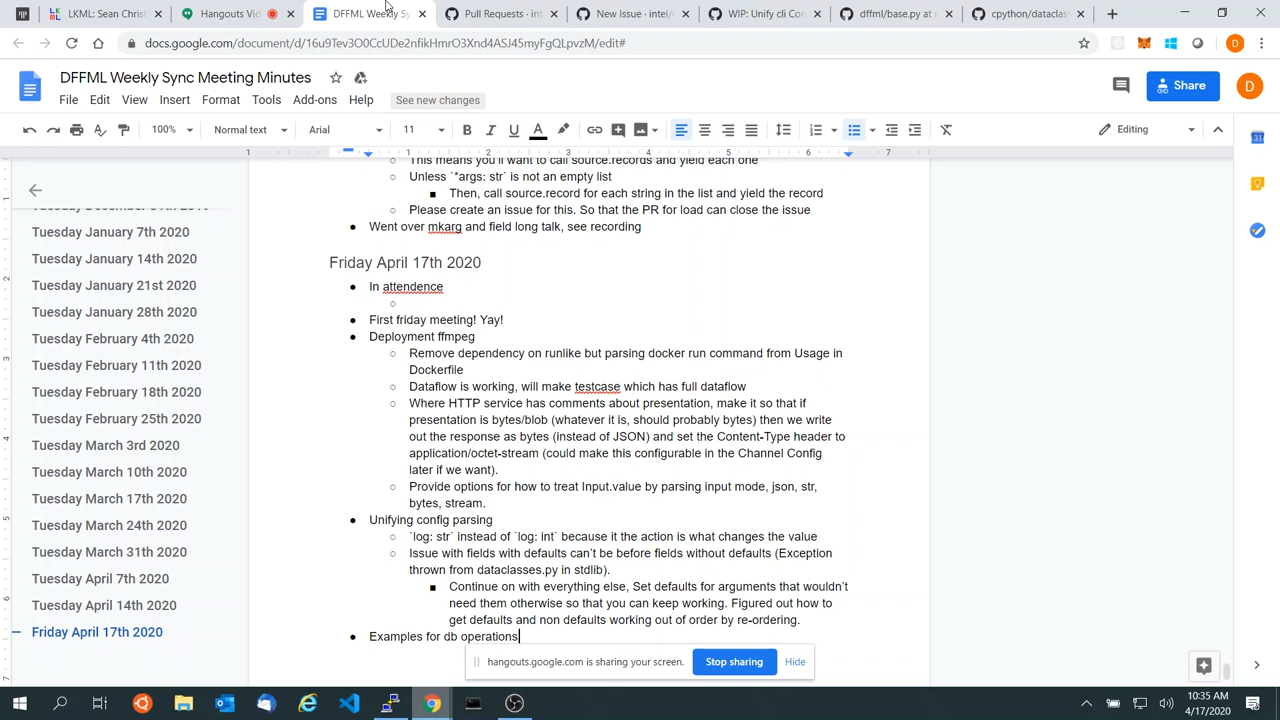 LKML: Sean Christ
Hangouts Vid
DFFML Weekly Sy
Pull Requests · int
New Issue · intel/
WIP: Unify cli Con
dffml/base.py at
cpython/dataclas
docs.google.com/document/d/16u9Tev3O0CcUDe2nfikHmrO3Xnd4ASJ45myFgQLpvzM/edit#
D
DFFML Weekly Sync Meeting Minutes
File Edit View Insert Format Tools Add-ons Help See new changes
Share
D
100% Normal text Arial 11 B I U A Editing
1 1 2 3 4 5 6 7
This means you'll want to call source.records and yield each one
Unless `*args: str` is not an empty list
Then, call source.record for each string in the list and yield the record
Please create an issue for this. So that the PR for load can close the issue
Went over mkarg and field long talk, see recording
Friday April 17th 2020
In attendence
First friday meeting! Yay!
Deployment ffmpeg
Remove dependency on runlike but parsing docker run command from Usage in
Dockerfile
Dataflow is working, will make testcase which has full dataflow
Where HTTP service has comments about presentation, make it so that if
presentation is bytes/blob (whatever it is, should probably bytes) then we write
out the response as bytes (instead of JSON) and set the Content-Type header to
application/octet-stream (could make this configurable in the Channel Config
later if we want).
Provide options for how to treat Input.value by parsing input mode, json, str,
bytes, stream.
Unifying config parsing
`log: str` instead of `log: int` because it the action is what changes the value
Issue with fields with defaults can't be before fields without defaults (Exception
thrown from dataclasses.py in stdlib).
Continue on with everything else, Set defaults for arguments that wouldn't
need them otherwise so that you can keep working. Figured out how to
get defaults and non defaults working out of order by re-ordering.
Examples for db operations
Tuesday January 7th 2020
Tuesday January 14th 2020
Tuesday January 21st 2020
Tuesday January 28th 2020
Tuesday February 4th 2020
Tuesday February 11th 2020
Tuesday February 18th 2020
Tuesday February 25th 2020
Tuesday March 3rd 2020
Tuesday March 10th 2020
Tuesday March 17th 2020
Tuesday March 24th 2020
Tuesday March 31th 2020
Tuesday April 7th 2020
Tuesday April 14th 2020
Friday April 17th 2020
hangouts.google.com is sharing your screen. Stop sharing Hide
10:35 AM
4/17/2020